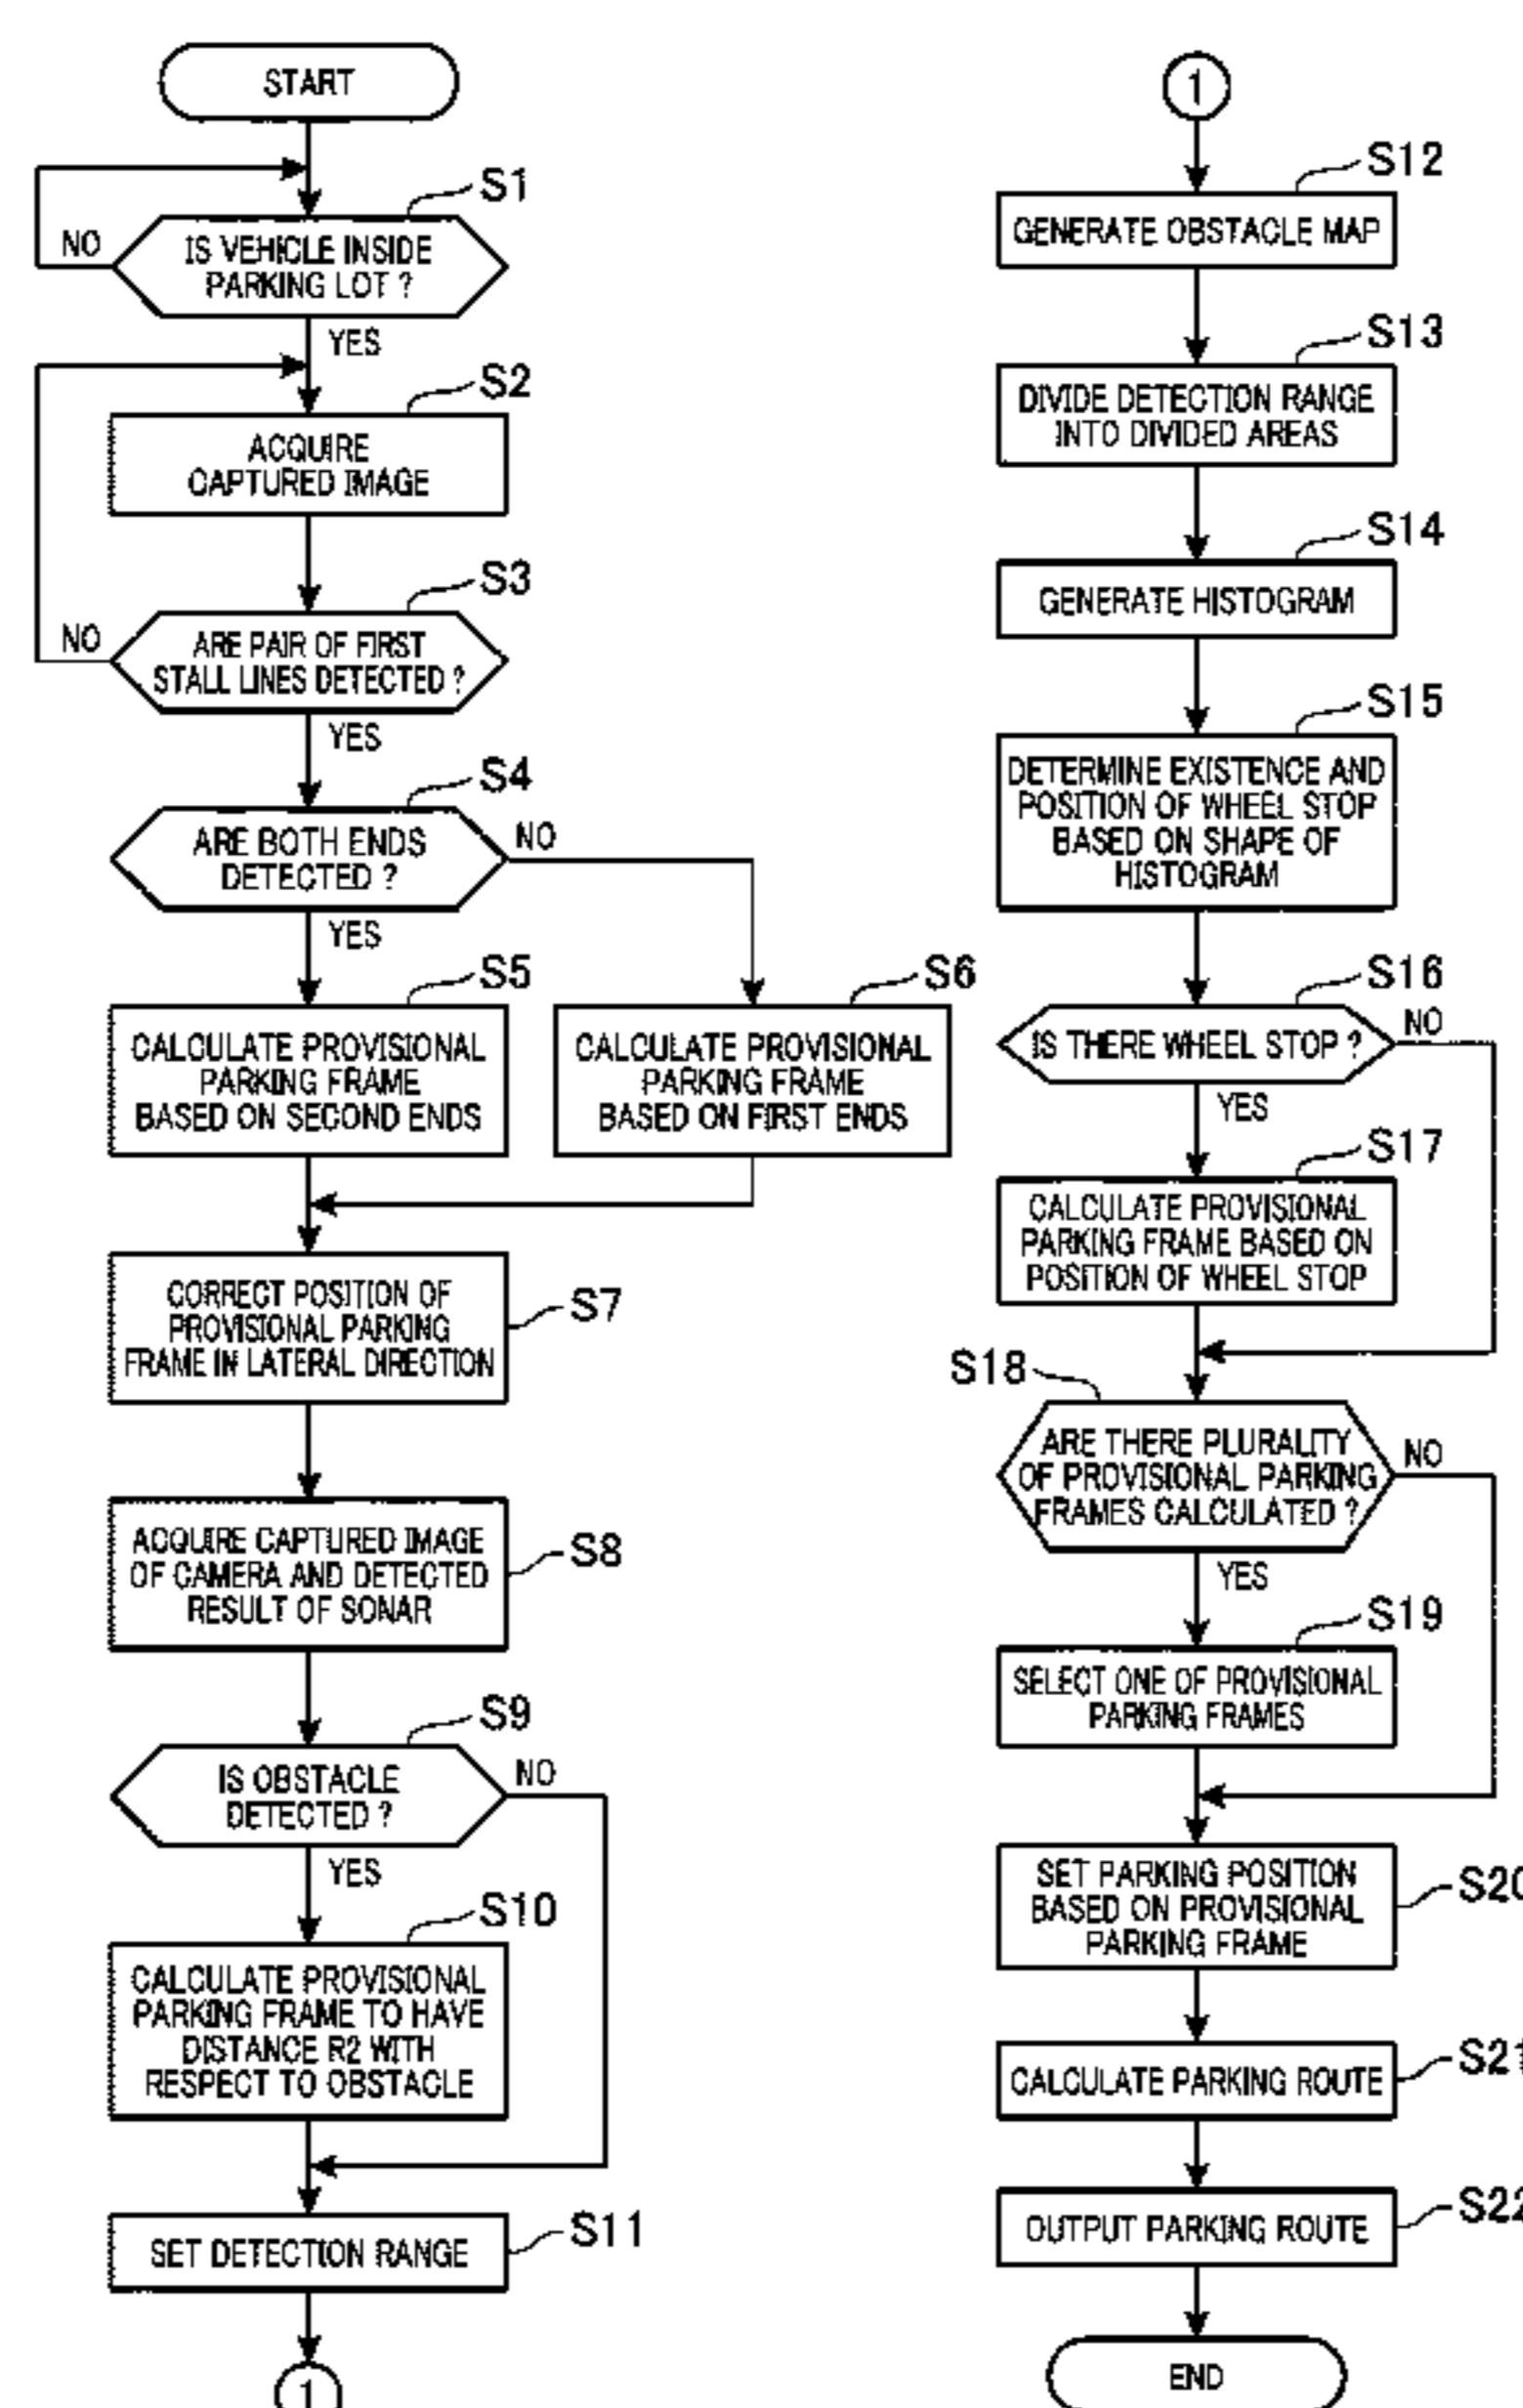 START
S1
NO
IS VEHICLE INSIDE
PARKING LOT ?
YES
S2
ACQUIRE
CAPTURED IMAGE
S3
NO
ARE PAIR OF FIRST
STALL LINES DETECTED ?
YES
S4
ARE BOTH ENDS
DETECTED ?
NO
YES
S5
CALCULATE PROVISIONAL
PARKING FRAME
BASED ON SECOND ENDS
S6
CALCULATE PROVISIONAL
PARKING FRAME
BASED ON FIRST ENDS
CORRECT POSITION OF
PROVISIONAL PARKING
FRAME IN LATERAL DIRECTION
S7
ACQUIRE CAPTURED IMAGE
OF CAMERA AND DETECTED
RESULT OF SONAR
S8
S9
IS OBSTACLE
DETECTED ?
NO
YES
S10
CALCULATE PROVISIONAL
PARKING FRAME TO HAVE
DISTANCE R2 WITH
RESPECT TO OBSTACLE
SET DETECTION RANGE
S11
1
1
S12
GENERATE OBSTACLE MAP
S13
DIVIDE DETECTION RANGE
INTO DIVIDED AREAS
S14
GENERATE HISTOGRAM
S15
DETERMINE EXISTENCE AND
POSITION OF WHEEL STOP
BASED ON SHAPE OF
HISTOGRAM
S16
IS THERE WHEEL STOP ?
NO
YES
S17
CALCULATE PROVISIONAL
PARKING FRAME BASED ON
POSITION OF WHEEL STOP
S18
ARE THERE PLURALITY
OF PROVISIONAL PARKING
FRAMES CALCULATED ?
NO
YES
S19
SELECT ONE OF PROVISIONAL
PARKING FRAMES
SET PARKING POSITION
BASED ON PROVISIONAL
PARKING FRAME
S20
CALCULATE PARKING ROUTE
S21
OUTPUT PARKING ROUTE
S22
END